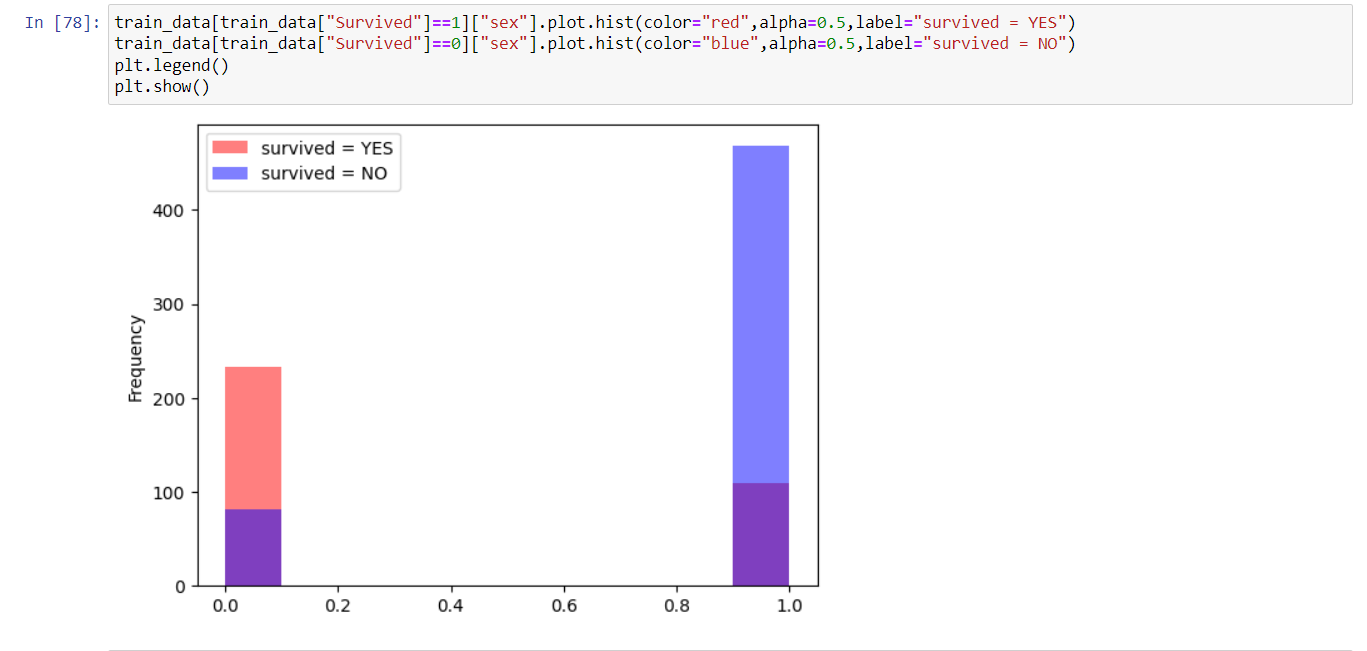 In [78]: train_data[train_data["Survived"]==1]["sex"].plot.hist(color="red",alpha=0.5,label="survived = YES")
train_data[train_data["Survived"]==0]["sex"].plot.hist(color="blue",alpha=0.5,label="survived = NO")
plt.legend()
plt.show()
survived = YES
survived = NO
Frequency
400
300
200
100
0
0.0 0.2 0.4 0.6 0.8 1.0